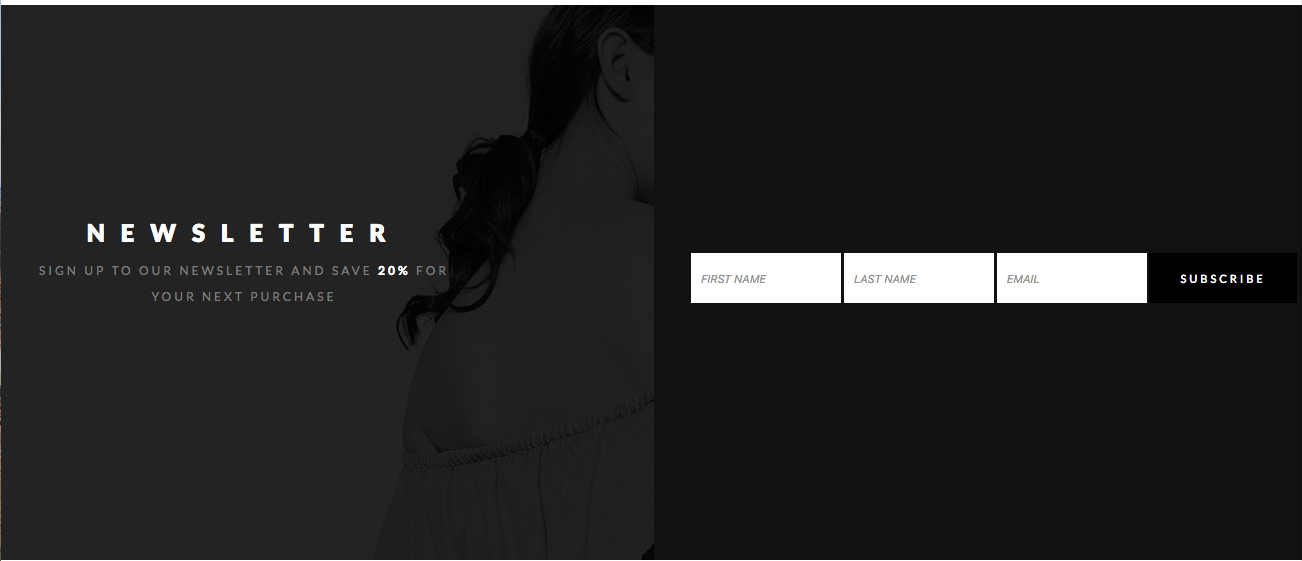 NEWSLETTER
SIGN UP TO OUR NEWSLETTER AND SAVE 20% FOR
YOUR NEXT PURCHASE
FIRST NAME LAST NAME EMAIL SUBSCRIBE